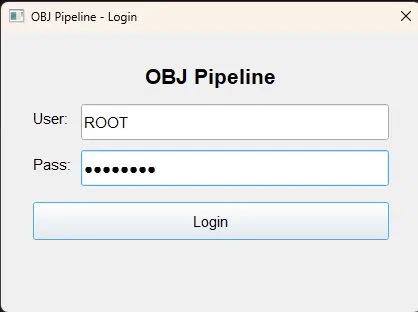 OBJ Pipeline - Login
OBJ Pipeline
User: ROOT
Pass: ●●●●●●●●
Login